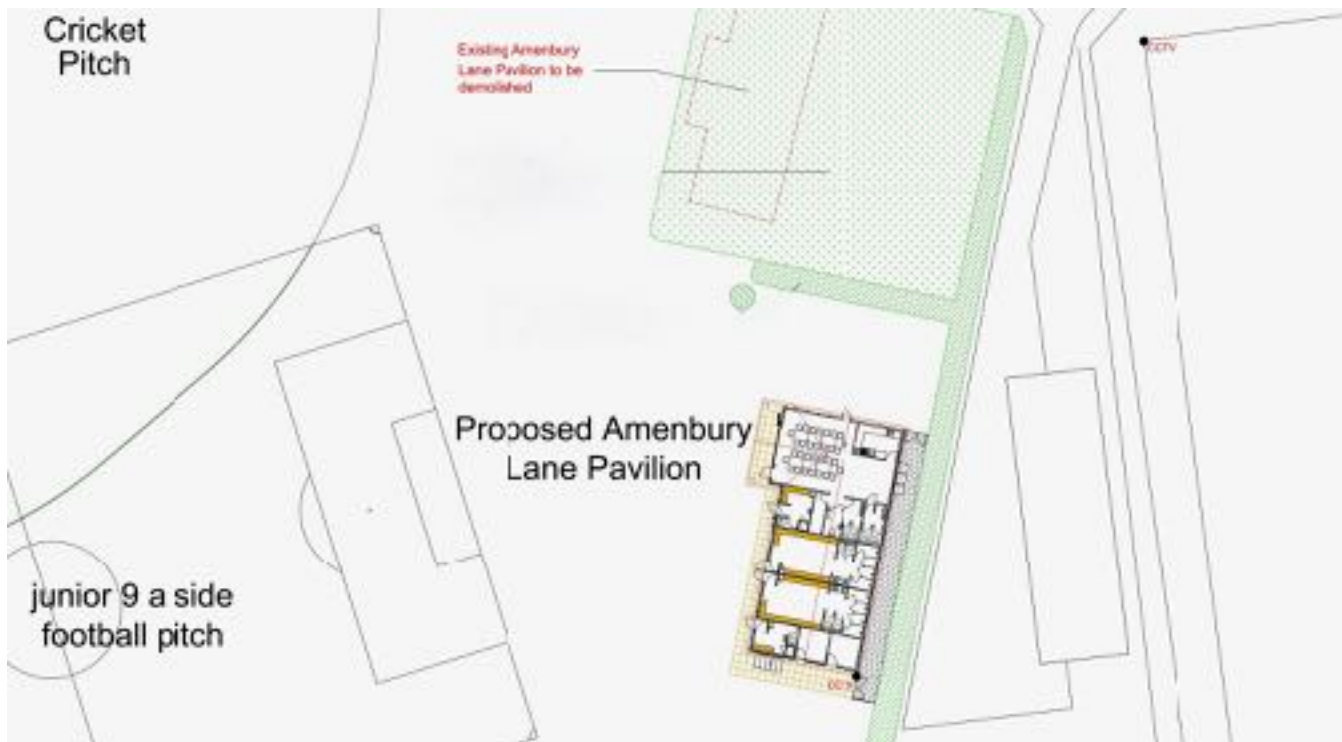 Cricket
Pitch
Existing Amenbury
Lane Pavilion to be
demolished
CCTV
Proposed Amenbury
Lane Pavilion
junior 9 a side
football pitch